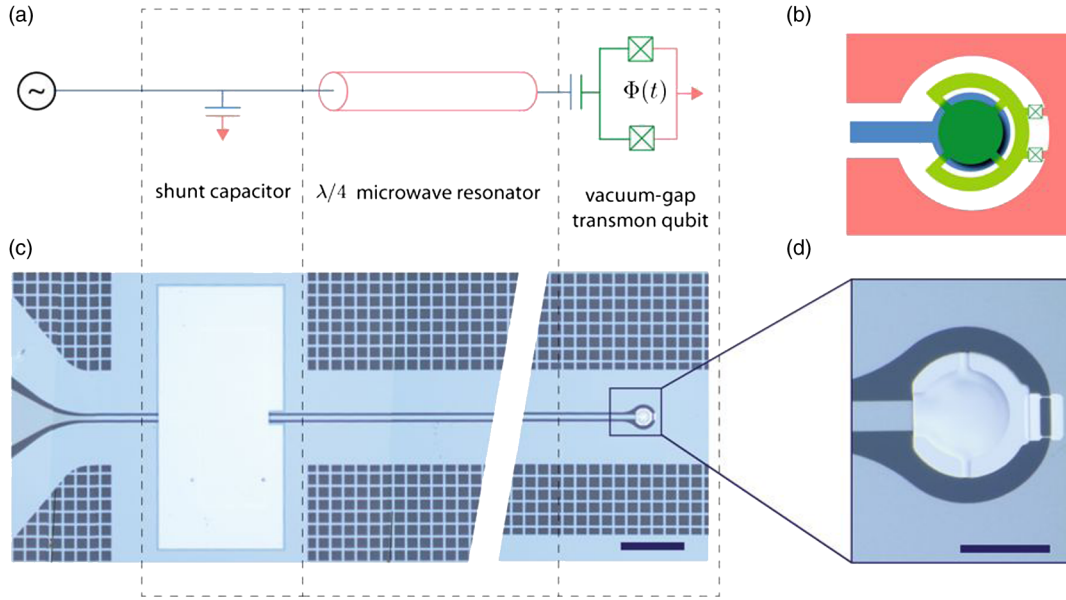 (a)
(b)
~
Φ(t)
shunt capacitor
λ/4 microwave resonator
vacuum-gap
transmon qubit
(c)
(d)